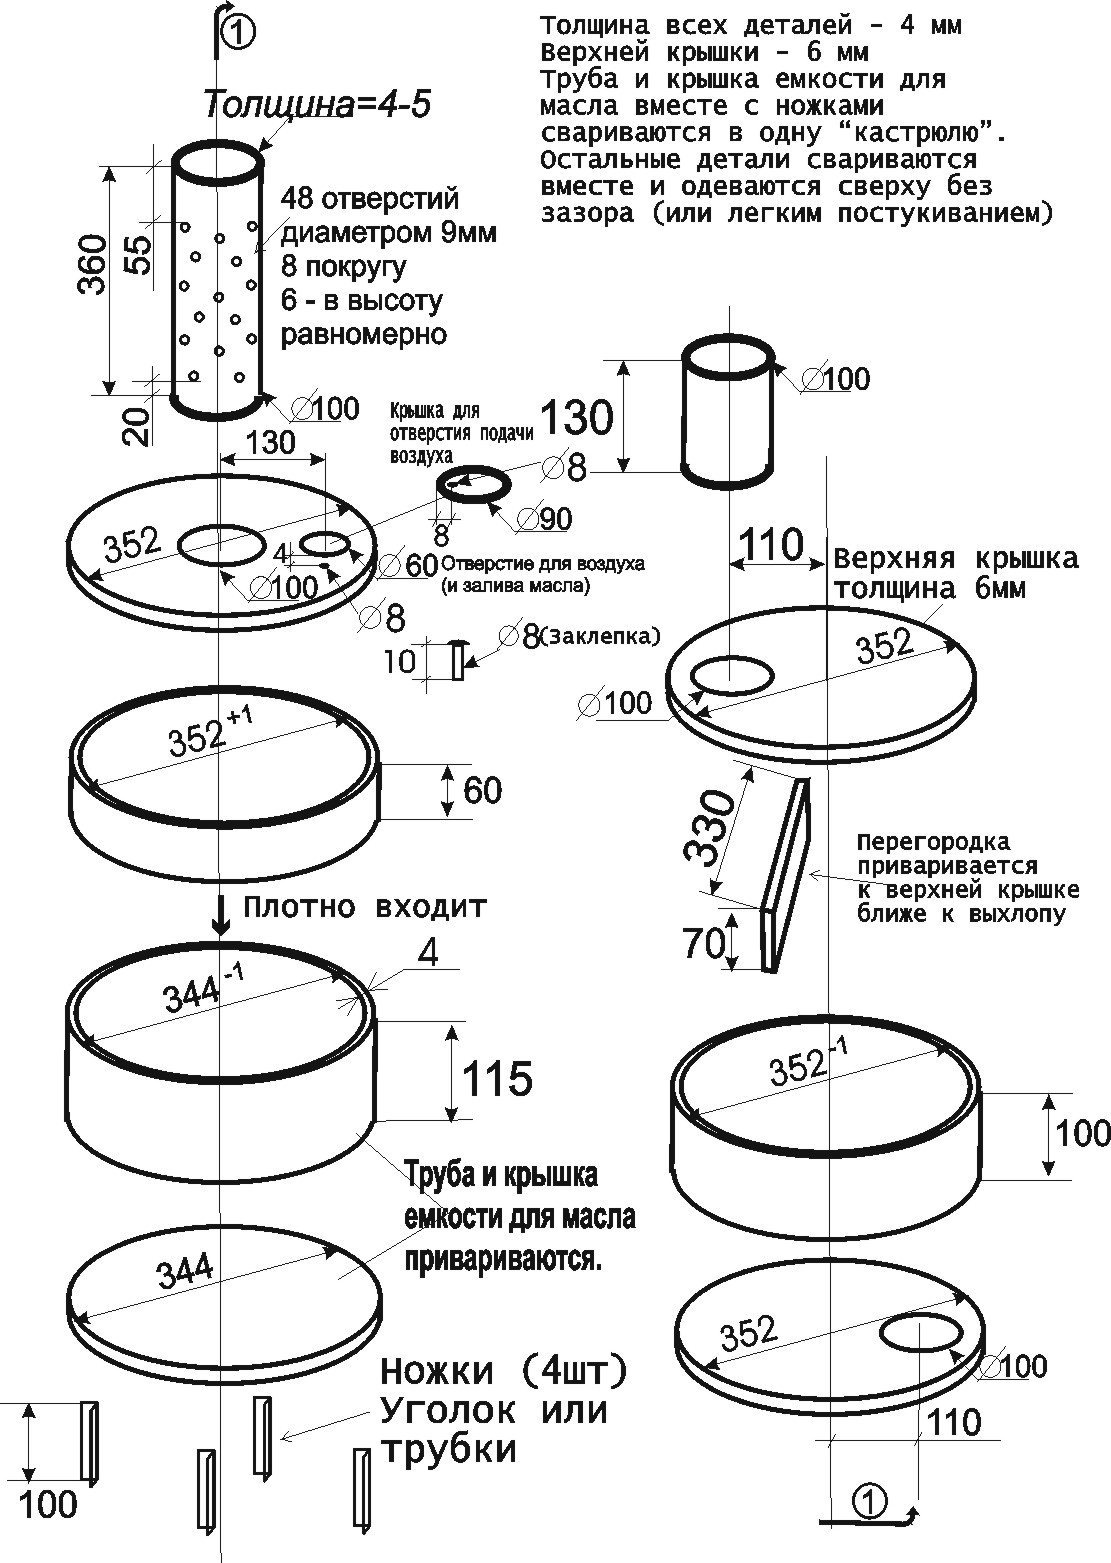 1
Толщина всех деталей - 4 мм
Верхней крышки - 6 мм
Труба и крышка емкости для
масла вместе с ножками
свариваются в одну “кастрюлю”.
Остальные детали свариваются
вместе и одеваются сверху без
зазора (или легким постукиванием)
Толщина=4-5
48 отверстий
диаметром 9мм
8 покругу
6 - в высоту
равномерно
360
55
20
∅100
130
Крышка для
отверстия подачи
воздуха
∅8
8
∅90
352
4
∅60
Отверстие для воздуха
(и залива масла)
∅100
∅8
10
∅8(заклепка)
352+1
60
Плотно входит
344-1
4
115
Труба и крышка
емкости для масла
привариваются.
344
Ножки (4шт)
Уголок или
трубки
100
130
∅100
110
Верхняя крышка
толщина 6мм
352
∅100
330
70
Перегородка
приваривается
к верхней крышке
ближе к выхлопу
352-1
100
352
∅100
110
1